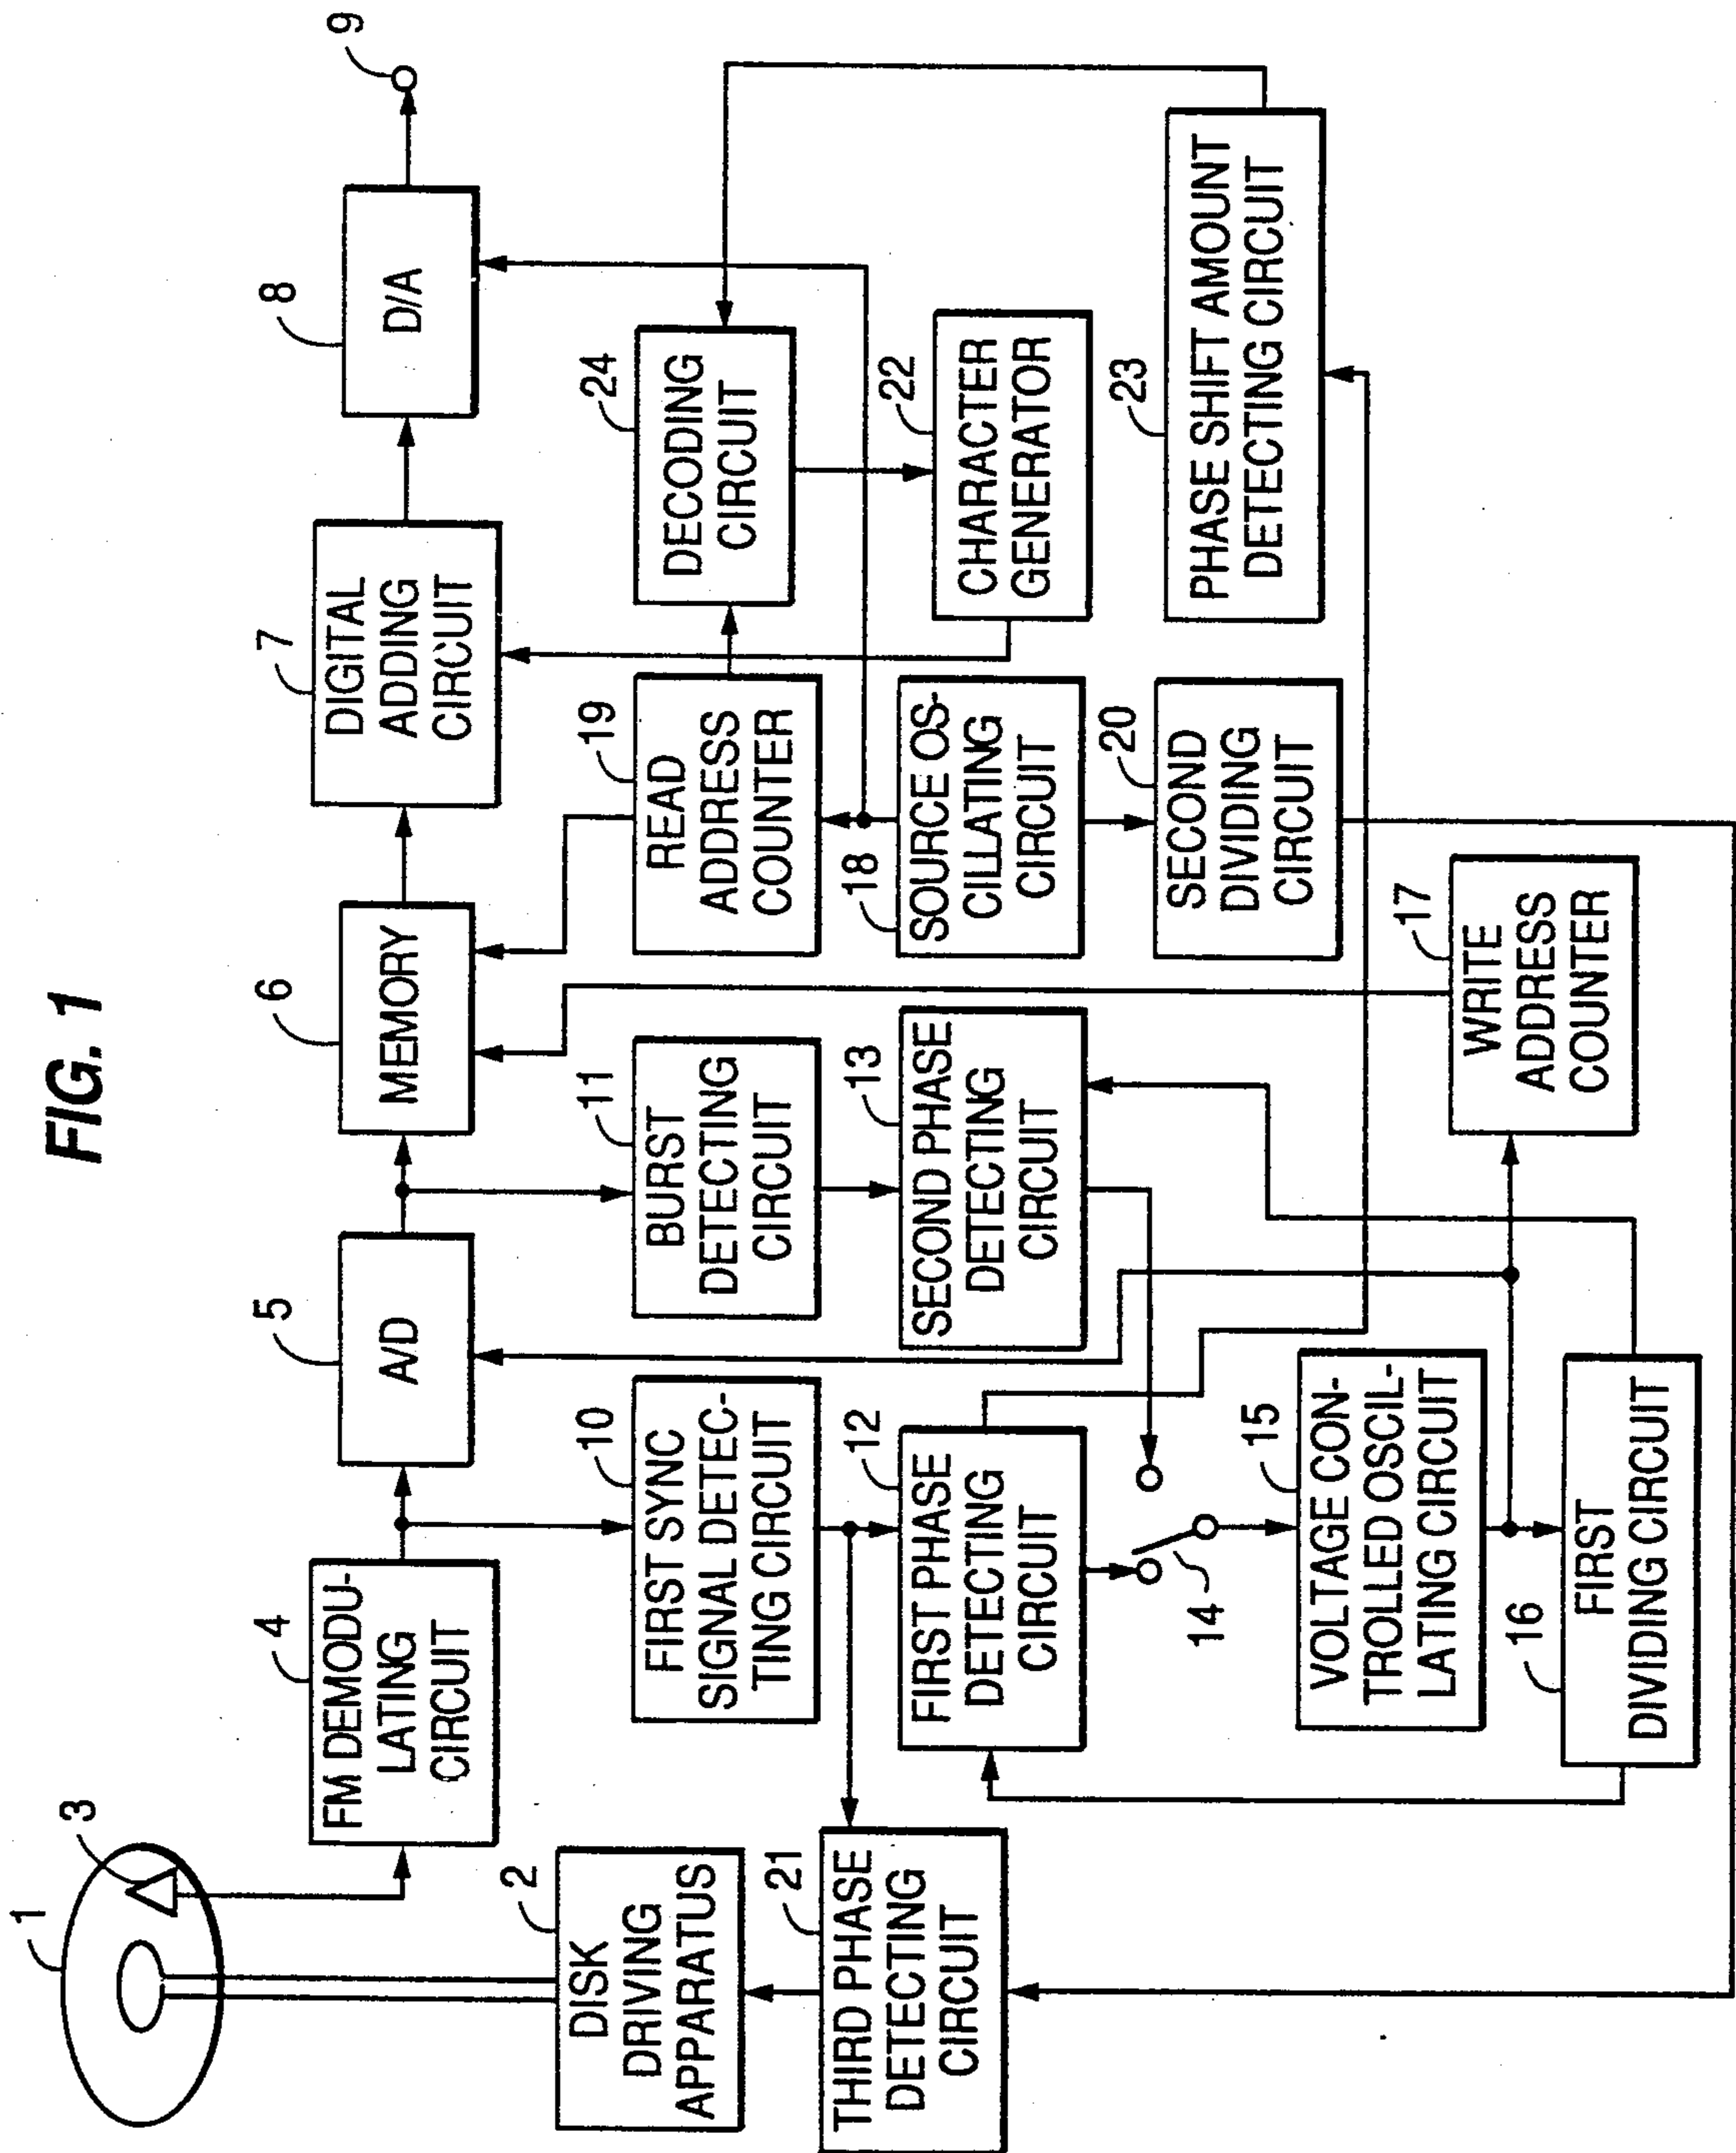 FIG. 1
1
3
4
FM DEMODU-
LATING
CIRCUIT
5
A/D
6
MEMORY
7
DIGITAL
ADDING
CIRCUIT
8
D/A
9
2
DISK
DRIVING
APPARATUS
10
FIRST SYNC
SIGNAL DETEC-
TING CIRCUIT
11
BURST
DETECTING
CIRCUIT
19
READ
ADDRESS
COUNTER
24
DECODING
CIRCUIT
21
THIRD PHASE
DETECTING
CIRCUIT
12
FIRST PHASE
DETECTING
CIRCUIT
13
SECOND PHASE
DETECTING
CIRCUIT
18
SOURCE OS-
CILLATING
CIRCUIT
22
CHARACTER
GENERATOR
14
20
SECOND
DIVIDING
CIRCUIT
23
PHASE SHIFT AMOUNT
DETECTING CIRCUIT
15
VOLTAGE CON-
TROLLED OSCIL-
LATING CIRCUIT
17
WRITE
ADDRESS
COUNTER
16
FIRST
DIVIDING CIRCUIT